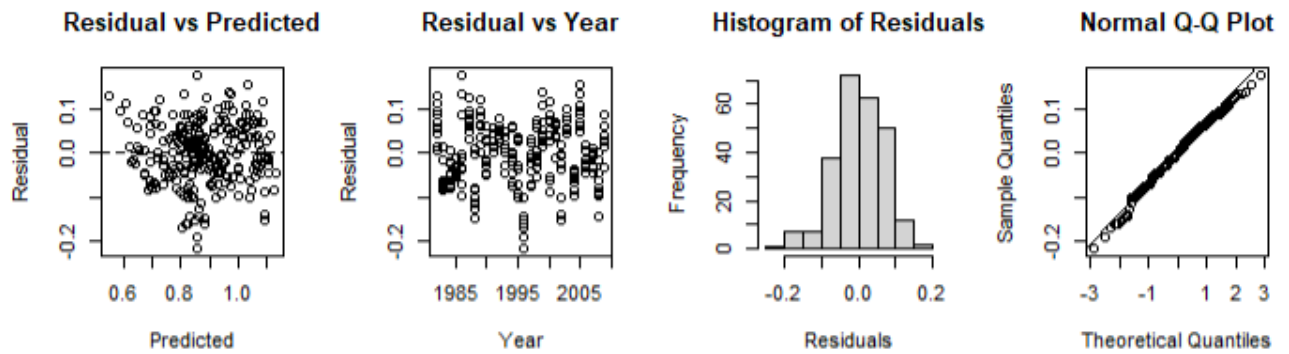 Residual vs Predicted
Residual
0.1
0.0
-0.2
0.6 0.8 1.0
Predicted
Residual vs Year
Residual
0.1
0.0
-0.2
1985 1995 2005
Year
Histogram of Residuals
Frequency
60
40
20
0
-0.2 0.0 0.2
Residuals
Normal Q-Q Plot
Sample Quantiles
0.1
0.0
-0.2
-3 -1 1 2 3
Theoretical Quantiles